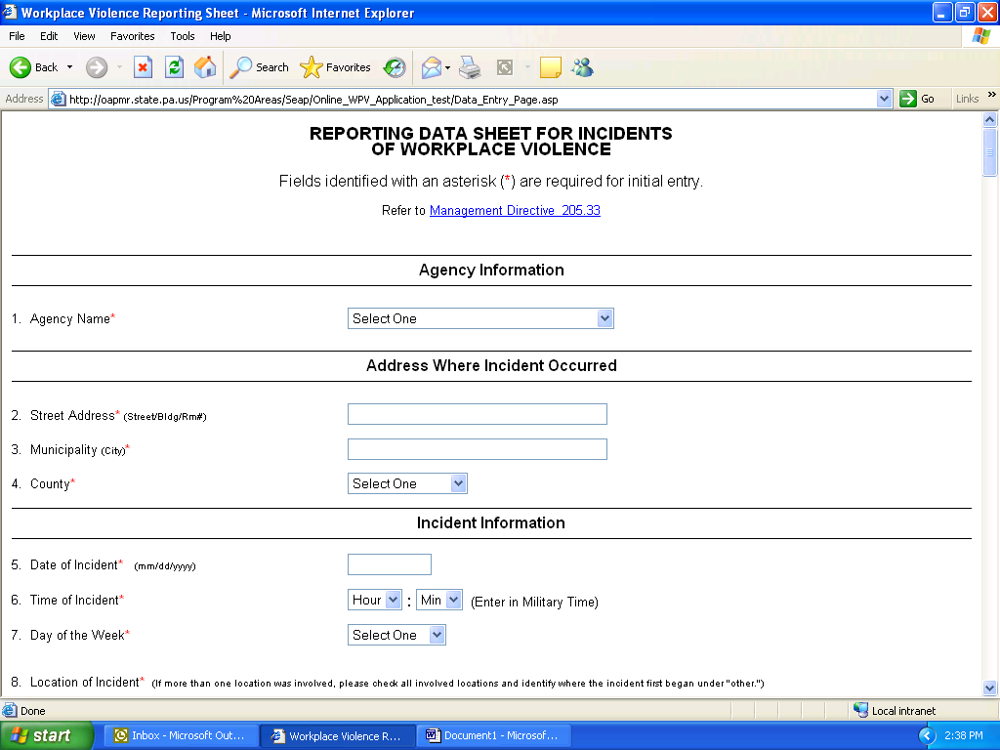 Workplace Violence Reporting Sheet - Microsoft Internet Explorer
File Edit View Favorites Tools Help
Back Search Favorites
Address http://oapmr.state.pa.us/Program%20Areas/Seap/Online_WPV_Application_test/Data_Entry_Page.asp Go Links »
REPORTING DATA SHEET FOR INCIDENTS
OF WORKPLACE VIOLENCE
Fields identified with an asterisk (*) are required for initial entry.
Refer to Management Directive 205.33
Agency Information
1. Agency Name* Select One
Address Where Incident Occurred
2. Street Address* (Street/Bldg/Rm#)
3. Municipality (City)*
4. County* Select One
Incident Information
5. Date of Incident* (mm/dd/yyyy)
6. Time of Incident* Hour : Min (Enter in Military Time)
7. Day of the Week* Select One
8. Location of Incident* (If more than one location was involved, please check all involved locations and identify where the incident first began under "other.")
Done Local intranet
start Inbox - Microsoft Out... Workplace Violence R... Document1 - Microsof... 2:38 PM